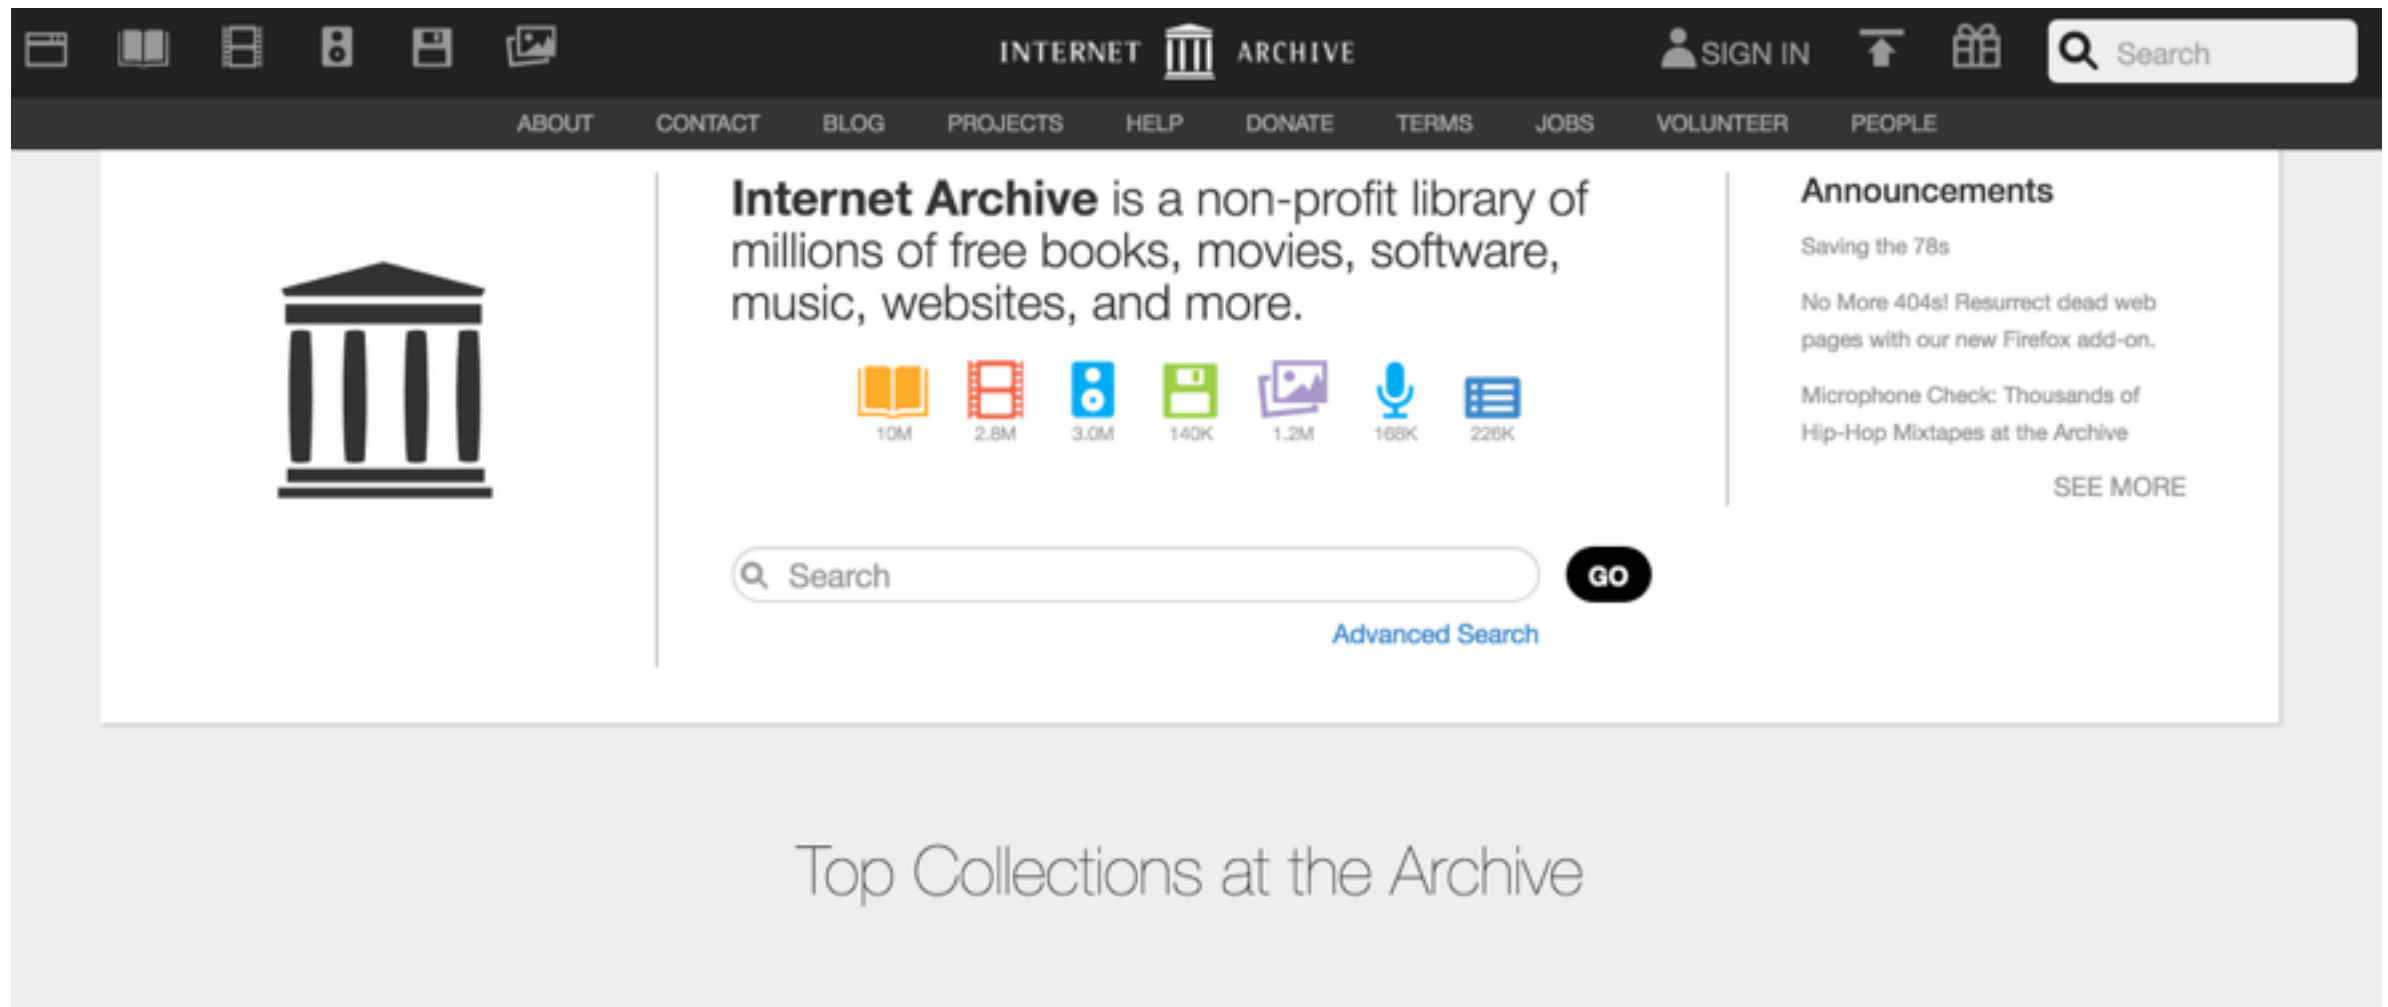 INTERNET ARCHIVE
SIGN IN
Search
ABOUT CONTACT BLOG PROJECTS HELP DONATE TERMS JOBS VOLUNTEER PEOPLE
Internet Archive is a non-profit library of
millions of free books, movies, software,
music, websites, and more.
10M 2.8M 3.0M 140K 1.2M 168K 226K
Search
GO
Advanced Search
Announcements
Saving the 78s
No More 404s! Resurrect dead web
pages with our new Firefox add-on.
Microphone Check: Thousands of
Hip-Hop Mixtapes at the Archive
SEE MORE
Top Collections at the Archive